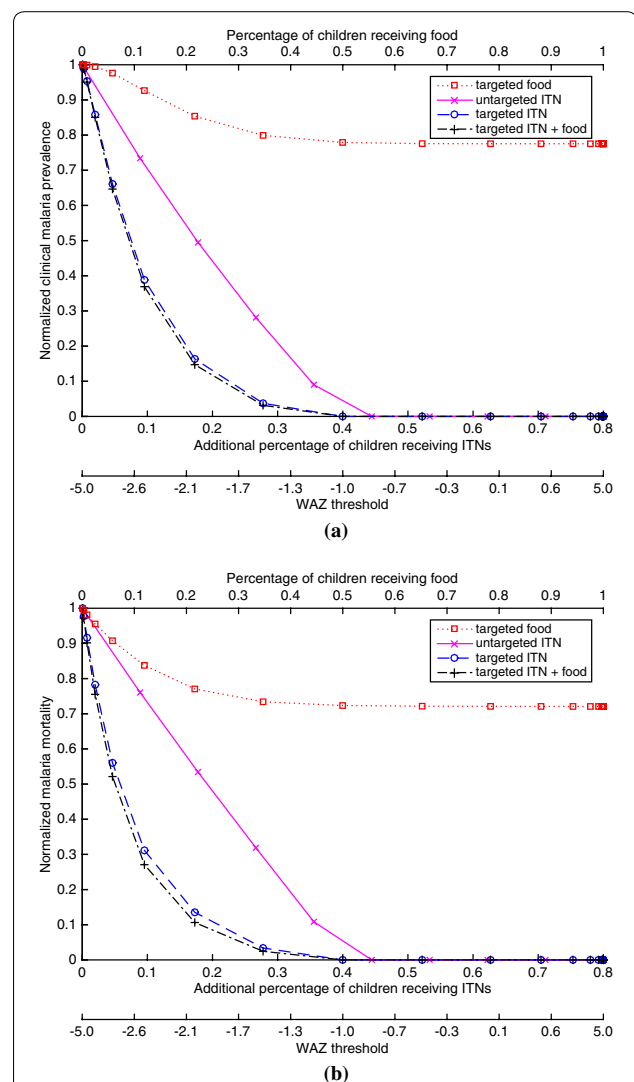 Percentage of children receiving food
0 0.1 0.2 0.3 0.4 0.5 0.6 0.7 0.8 0.9 1
1
0.9
0.8
0.7
0.6
0.5
0.4
0.3
0.2
0.1
0
Normalized clinical malaria prevalence
targeted food
untargeted ITN
targeted ITN
targeted ITN + food
0 0.1 0.2 0.3 0.4 0.5 0.6 0.7 0.8
Additional percentage of children receiving ITNs
-5.0 -2.6 -2.1 -1.7 -1.3 -1.0 -0.7 -0.3 0.1 0.6 5.0
WAZ threshold
(a)
Percentage of children receiving food
0 0.1 0.2 0.3 0.4 0.5 0.6 0.7 0.8 0.9 1
1
0.9
0.8
0.7
0.6
0.5
0.4
0.3
0.2
0.1
0
Normalized malaria mortality
targeted food
untargeted ITN
targeted ITN
targeted ITN + food
0 0.1 0.2 0.3 0.4 0.5 0.6 0.7 0.8
Additional percentage of children receiving ITNs
-5.0 -2.6 -2.1 -1.7 -1.3 -1.0 -0.7 -0.3 0.1 0.6 5.0
WAZ threshold
(b)